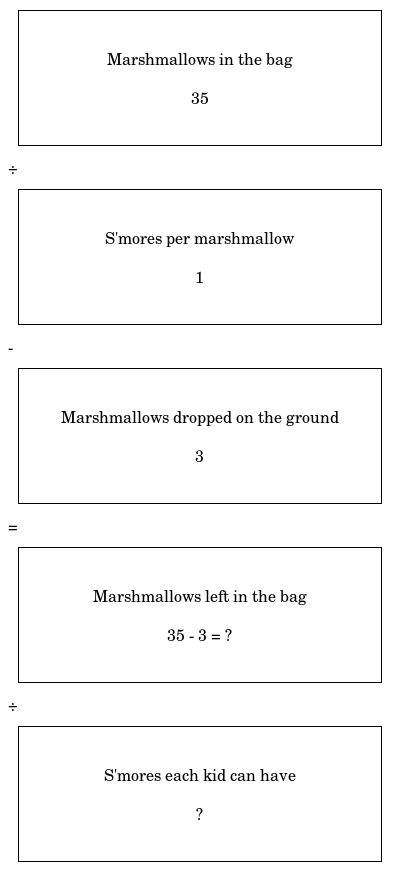 Marshmallows in the bag
35
÷
S'mores per marshmallow
1
-
Marshmallows dropped on the ground
3
=
Marshmallows left in the bag
35 - 3 = ?
÷
S'mores each kid can have
?